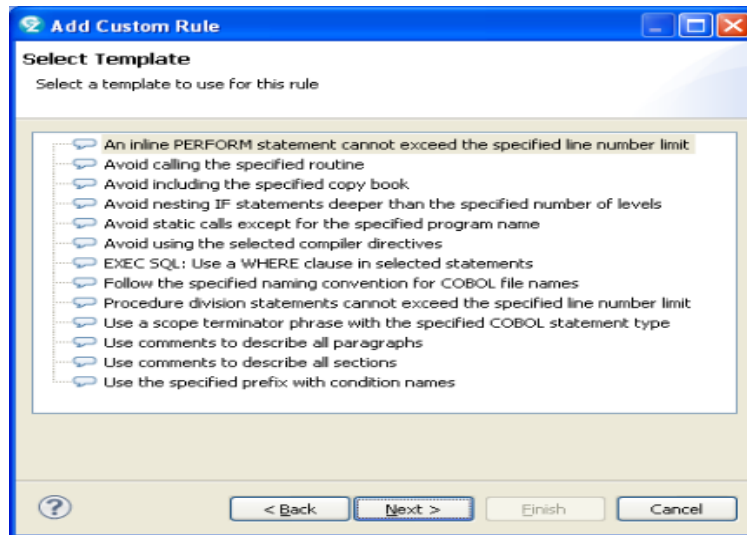 Add Custom Rule
Select Template
Select a template to use for this rule
An inline PERFORM statement cannot exceed the specified line number limit
Avoid calling the specified routine
Avoid including the specified copy book
Avoid nesting IF statements deeper than the specified number of levels
Avoid static calls except for the specified program name
Avoid using the selected compiler directives
EXEC SQL: Use a WHERE clause in selected statements
Follow the specified naming convention for COBOL file names
Procedure division statements cannot exceed the specified line number limit
Use a scope terminator phrase with the specified COBOL statement type
Use comments to describe all paragraphs
Use comments to describe all sections
Use the specified prefix with condition names
? < Back Next > Finish Cancel